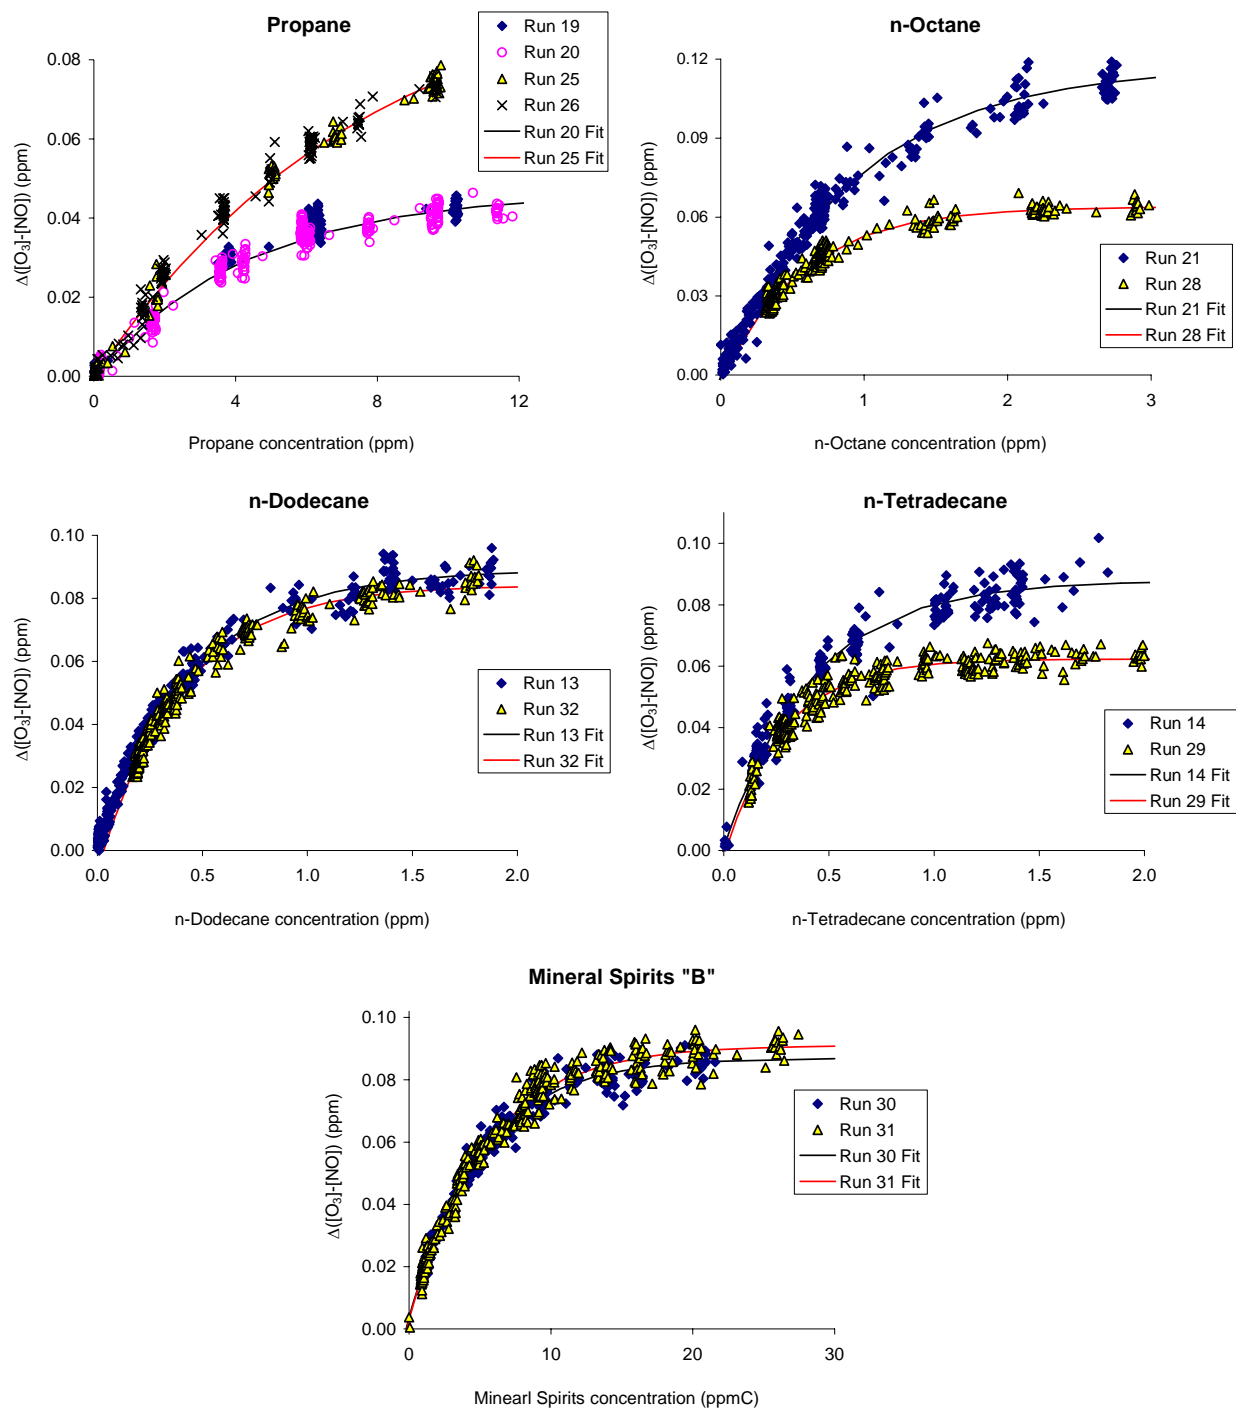 Propane
Run 19
Run 20
Run 25
Run 26
Run 20 Fit
Run 25 Fit
Δ([O3]-[NO]) (ppm)
0.08
0.06
0.04
0.02
0.00
0 4 8 12
Propane concentration (ppm)
n-Octane
Run 21
Run 28
Run 21 Fit
Run 28 Fit
Δ([O3]-[NO]) (ppm)
0.12
0.09
0.06
0.03
0.00
0 1 2 3
n-Octane concentration (ppm)
n-Dodecane
Run 13
Run 32
Run 13 Fit
Run 32 Fit
Δ([O3]-[NO]) (ppm)
0.10
0.08
0.06
0.04
0.02
0.00
0.0 0.5 1.0 1.5 2.0
n-Dodecane concentration (ppm)
n-Tetradecane
Run 14
Run 29
Run 14 Fit
Run 29 Fit
Δ([O3]-[NO]) (ppm)
0.10
0.08
0.06
0.04
0.02
0.00
0.0 0.5 1.0 1.5 2.0
n-Tetradecane concentration (ppm)
Mineral Spirits "B"
Run 30
Run 31
Run 30 Fit
Run 31 Fit
Δ([O3]-[NO]) (ppm)
0.10
0.08
0.06
0.04
0.02
0.00
0 10 20 30
Minearl Spirits concentration (ppmC)